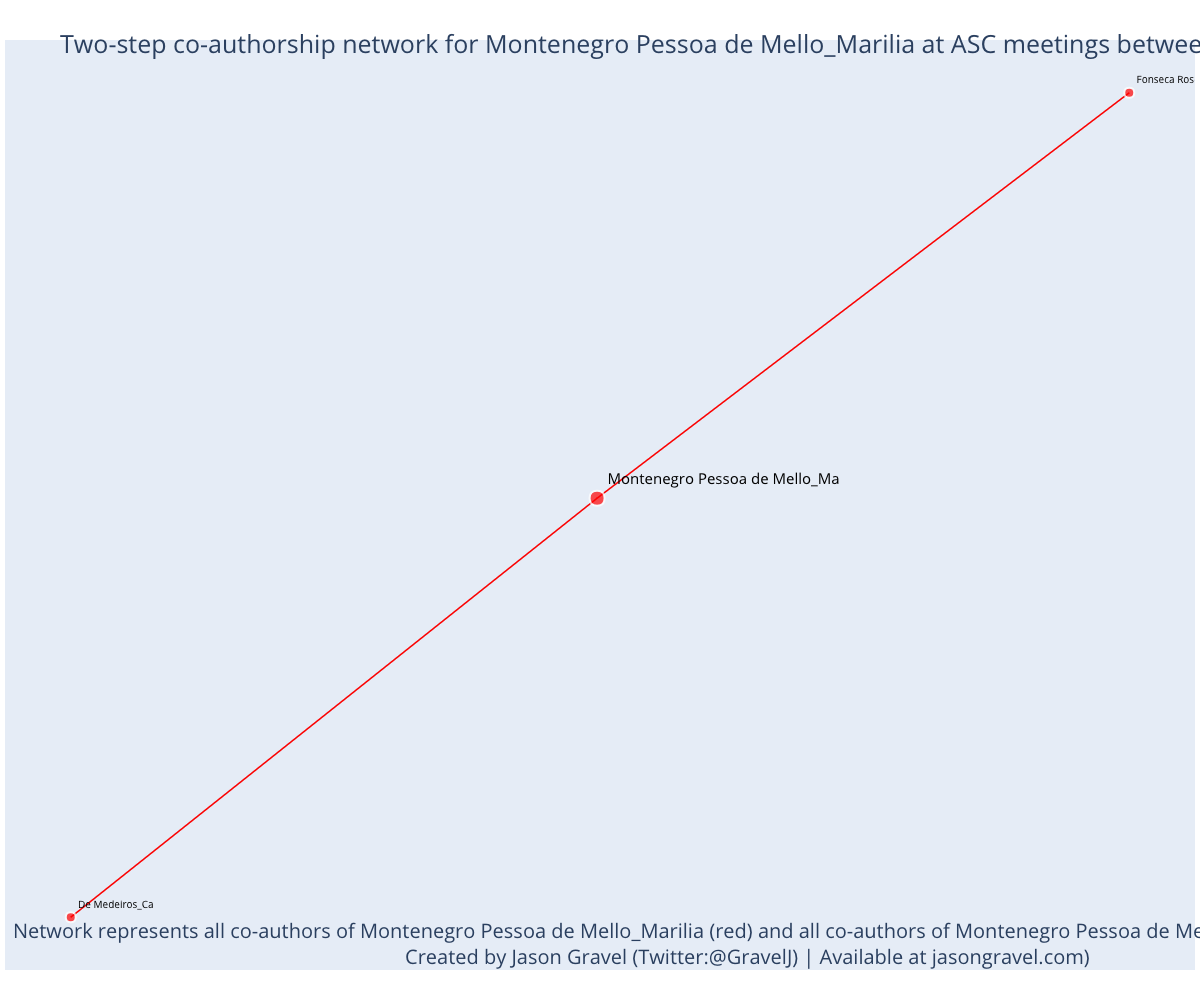 Two-step co-authorship network for Montenegro Pessoa de Mello_Marilia at ASC meetings
Fonseca Ros
Montenegro Pessoa de Mello_Ma
De Medeiros_Ca
Network represents all co-authors of Montenegro Pessoa de Mello_Marilia (red) and all co-authors of Montenegro Pessoa de
Created by Jason Gravel (Twitter:@GravelJ) | Available at jasongravel.com)